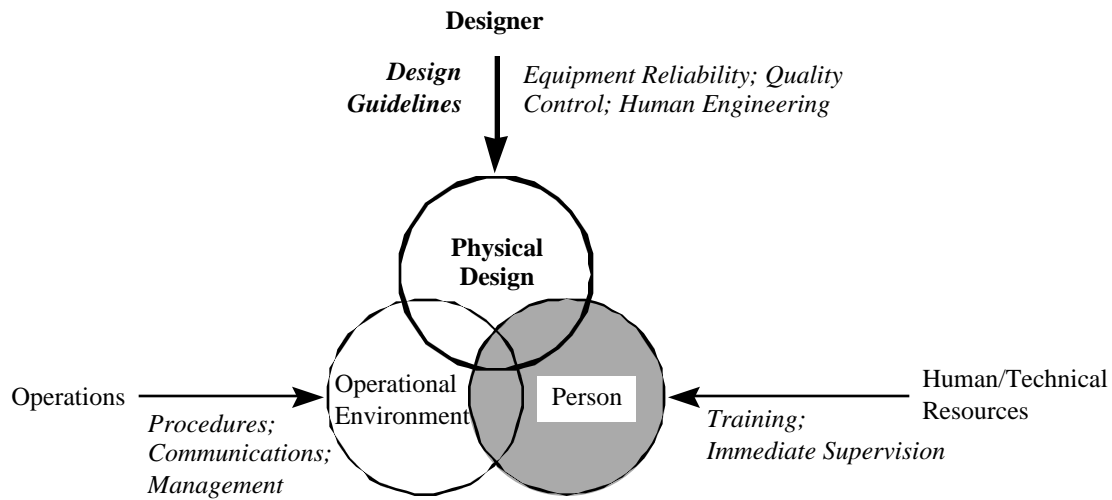 Designer
Design
Guidelines
Equipment Reliability; Quality
Control; Human Engineering
Physical
Design
Operations
Procedures;
Communications;
Management
Operational
Environment
Person
Human/Technical
Resources
Training;
Immediate Supervision